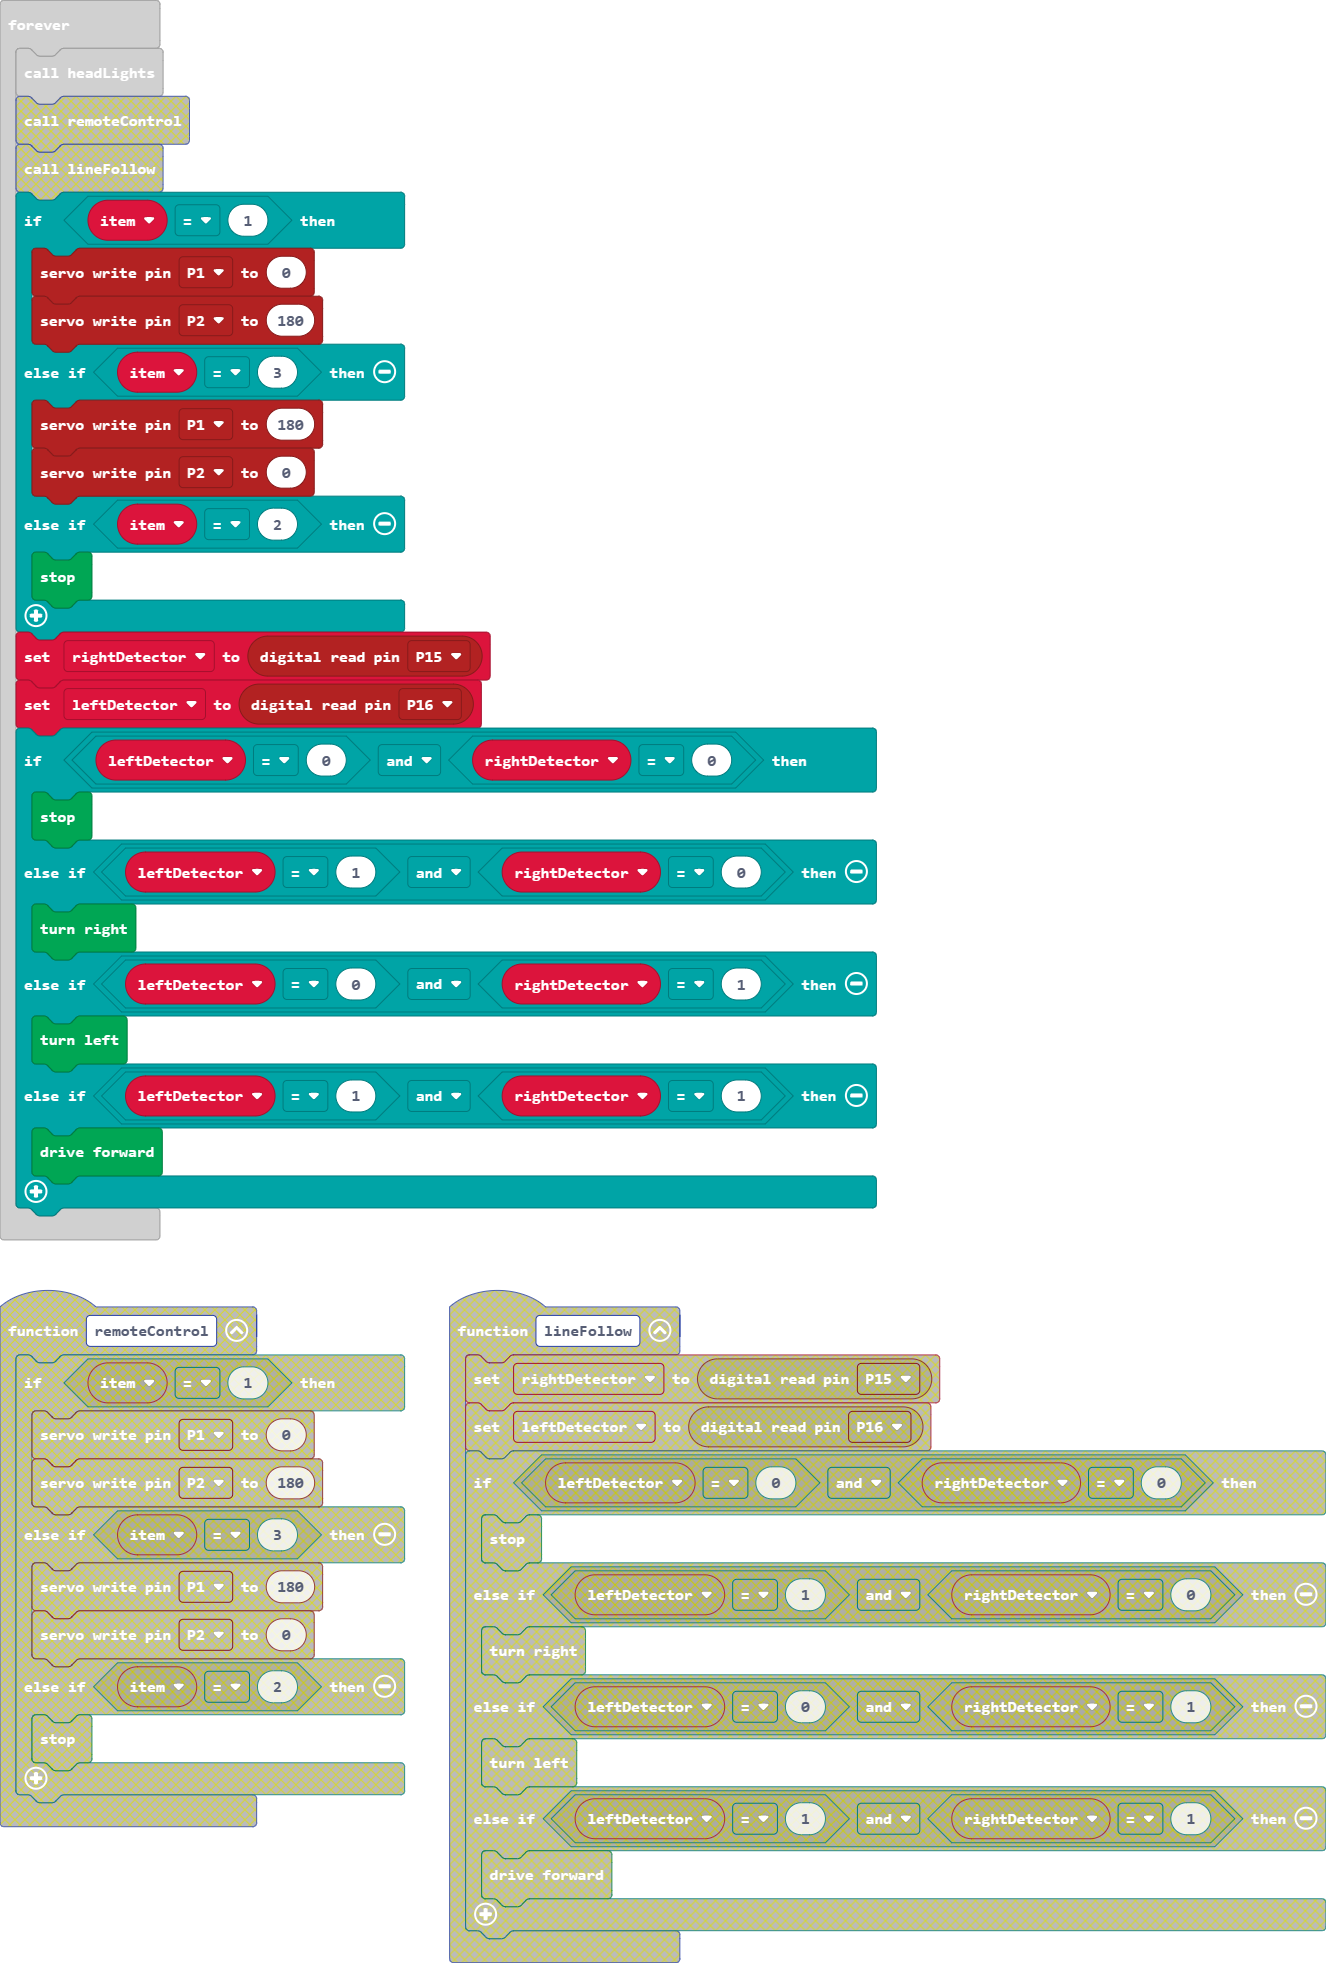 forever
call headLights
call remoteControl
call lineFollow
if item = 1 then
servo write pin P1 to 0
servo write pin P2 to 180
else if item = 3 then
servo write pin P1 to 180
servo write pin P2 to 0
else if item = 2 then
stop
set rightDetector to digital read pin P15
set leftDetector to digital read pin P16
if leftDetector = 0 and rightDetector = 0 then
stop
else if leftDetector = 1 and rightDetector = 0 then
turn right
else if leftDetector = 0 and rightDetector = 1 then
turn left
else if leftDetector = 1 and rightDetector = 1 then
drive forward
function remoteControl
if item = 1 then
servo write pin P1 to 0
servo write pin P2 to 180
else if item = 3 then
servo write pin P1 to 180
servo write pin P2 to 0
else if item = 2 then
stop
function lineFollow
set rightDetector to digital read pin P15
set leftDetector to digital read pin P16
if leftDetector = 0 and rightDetector = 0 then
stop
else if leftDetector = 1 and rightDetector = 0 then
turn right
else if leftDetector = 0 and rightDetector = 1 then
turn left
else if leftDetector = 1 and rightDetector = 1 then
drive forward